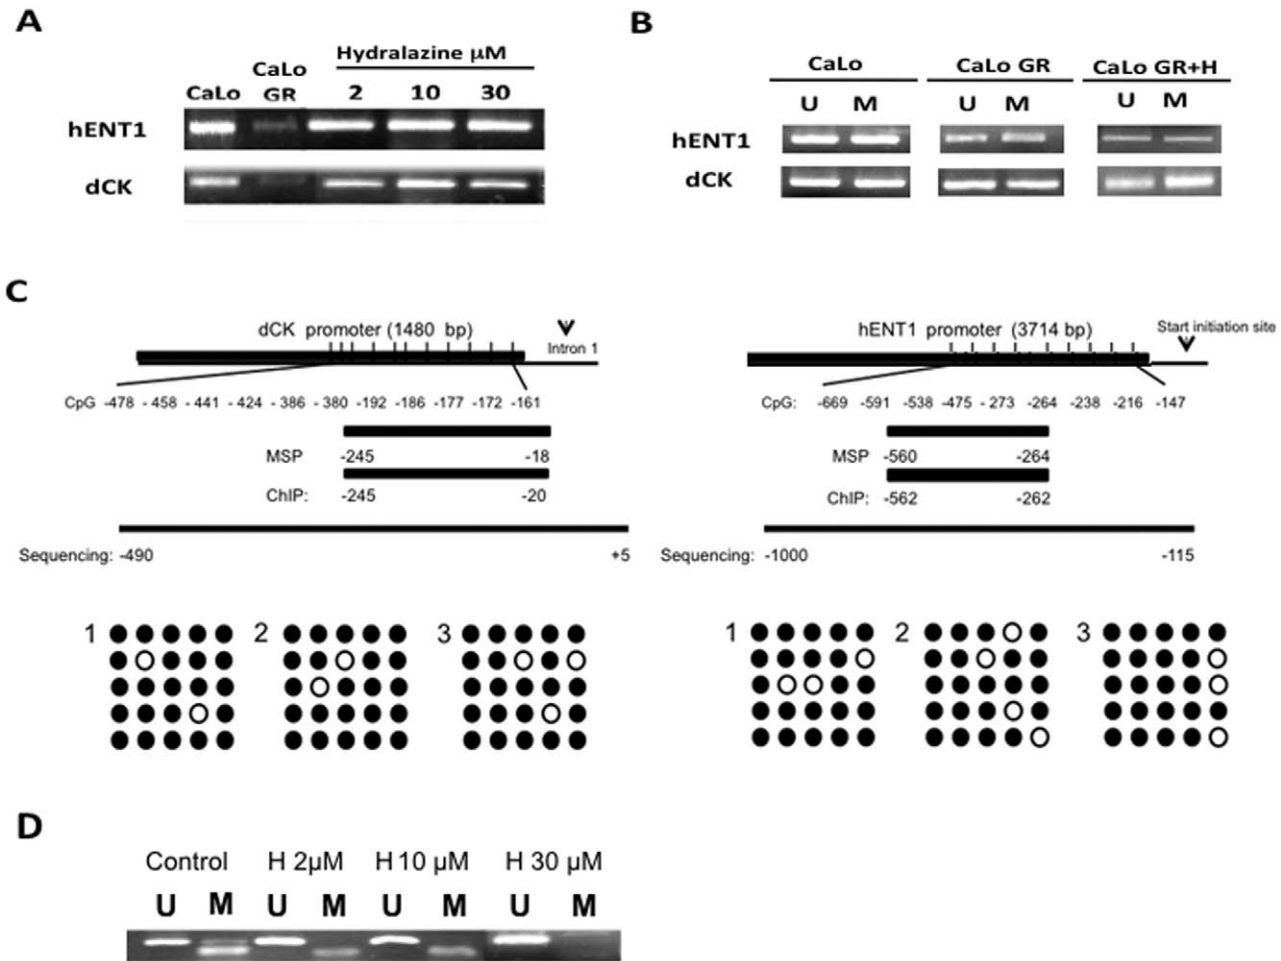 A
Hydralazine µM
CaLo
CaLo GR
2 10 30
hENT1
dCK
B
CaLo CaLo GR CaLo GR+H
U M U M U M
hENT1
dCK
C
dCK promoter (1480 bp)
Intron 1
CpG -478 - 458 - 441 - 424 - 386 - 380 -192 -186 -177 -172 -161
MSP -245 -18
ChIP: -245 -20
Sequencing: -490 +5
1 2 3
hENT1 promoter (3714 bp)
Start initiation site
CpG: -669 -591 -538 -475 - 273 -264 -238 -216 -147
MSP -560 -264
ChIP: -562 -262
Sequencing: -1000 -115
1 2 3
D
Control H 2µM H 10 µM H 30 µM
U M U M U M U M